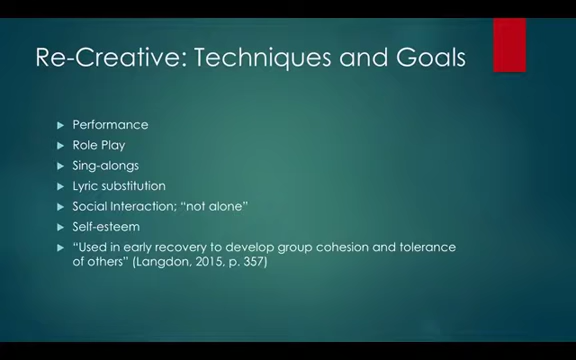 Re-Creative: Techniques and Goals
Performance
Role Play
Sing-alongs
Lyric substitution
Social Interaction; “not alone”
Self-esteem
“Used in early recovery to develop group cohesion and tolerance
of others” (Langdon, 2015, p. 357)